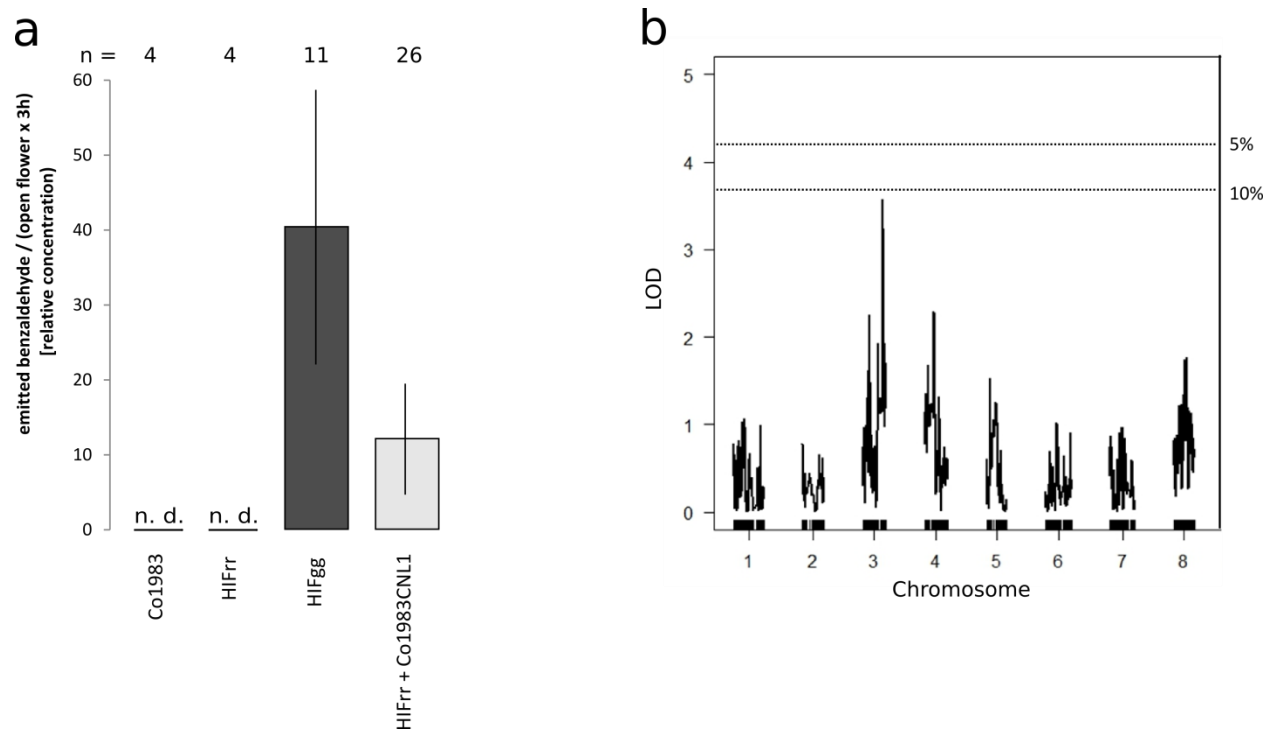 a
n = 4 4 11 26
emitted benzaldehyde / (open flower x 3h)
[relative concentration)
60
50
40
30
20
10
0
n. d. n. d.
Co1983
HIFrr
HIFgg
HIFrr + Co1983CNL1
b
LOD
5
4
3
2
1
0
5%
10%
1 2 3 4 5 6 7 8
Chromosome